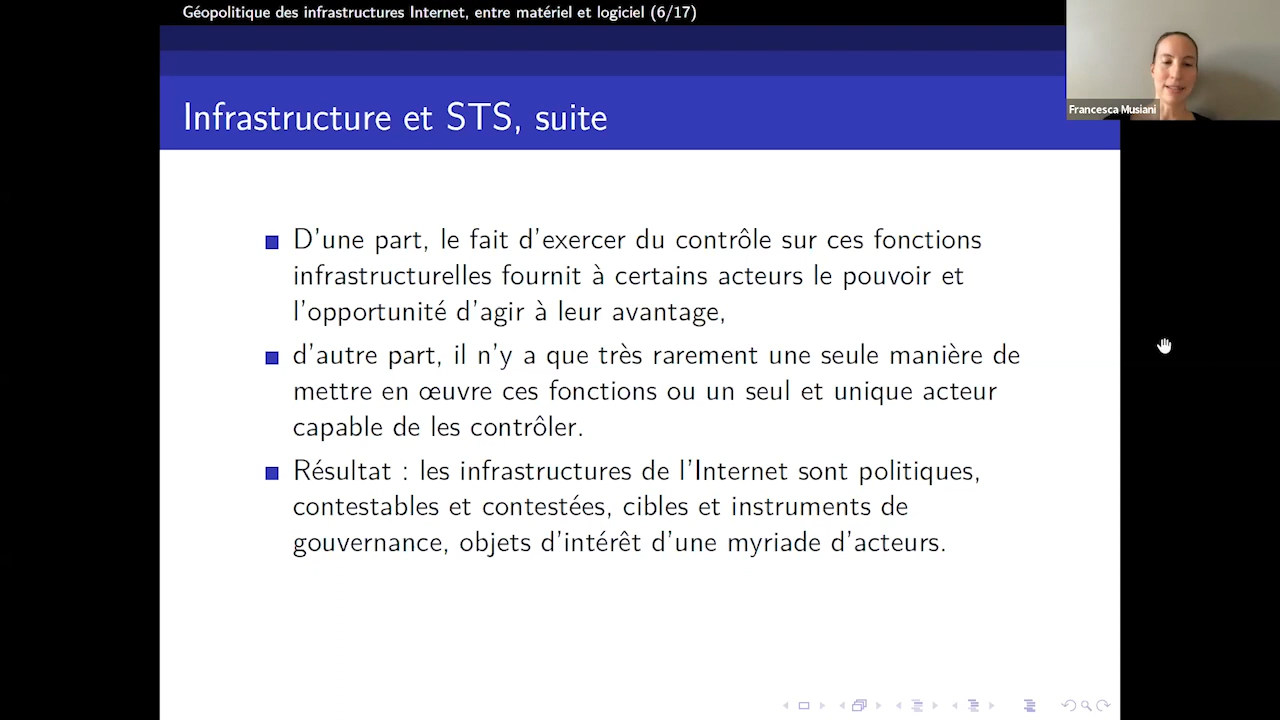 Géopolitique des infrastructures Internet, entre matériel et logiciel (6/17)
Francesca Musiani
Infrastructure et STS, suite
D'une part, le fait d'exercer du contrôle sur ces fonctions
infrastructurelles fournit à certains acteurs le pouvoir et
l'opportunité d'agir à leur avantage,
d'autre part, il n'y a que très rarement une seule manière de
mettre en œuvre ces fonctions ou un seul et unique acteur
capable de les contrôler.
Résultat : les infrastructures de l'Internet sont politiques,
contestables et contestées, cibles et instruments de
gouvernance, objets d'intérêt d'une myriade d'acteurs.